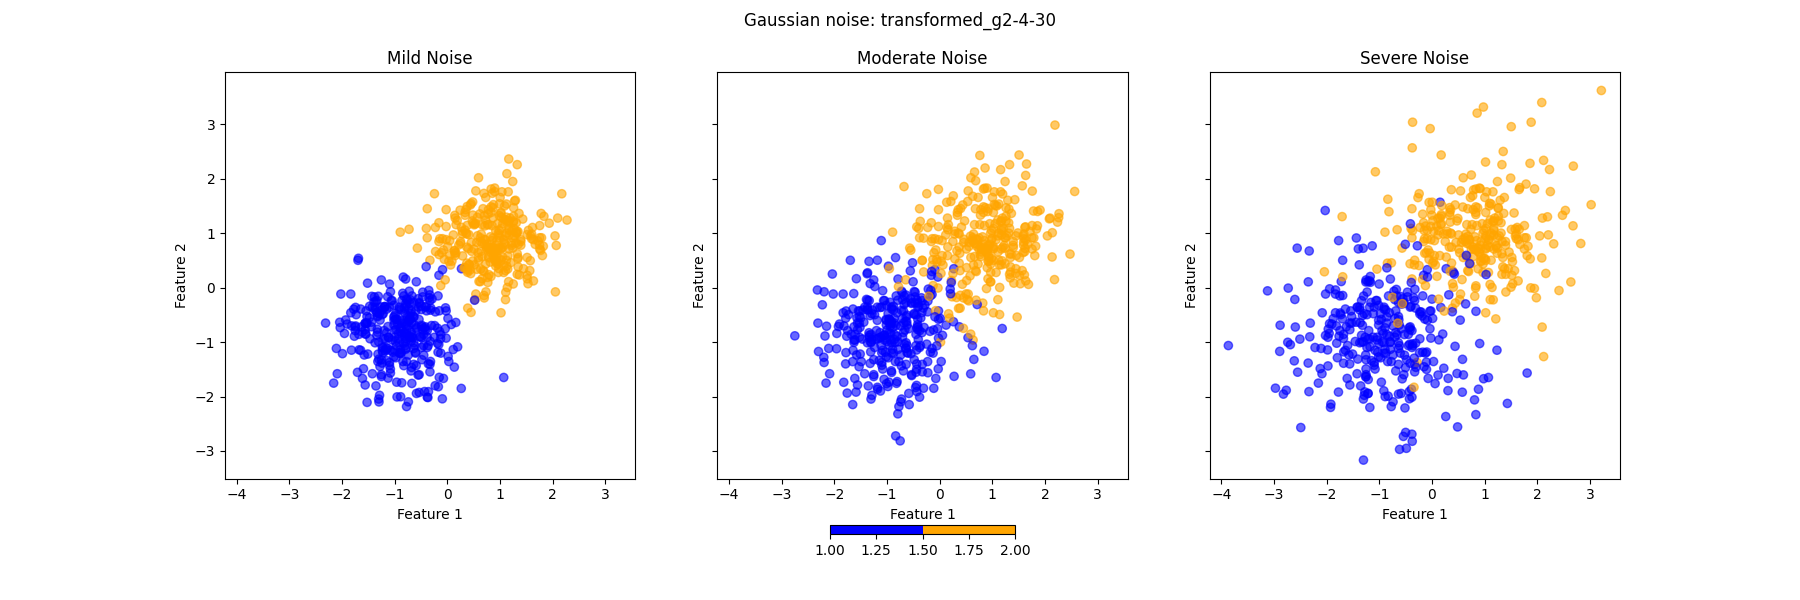 Gaussian noise: transformed_g2-4-30
Mild Noise
Moderate Noise
Severe Noise
Feature 2
3
2
1
0
−1
−2
−3
−4 −3 −2 −1 0 1 2 3
Feature 1
Feature 2
−4 −3 −2 −1 0 1 2 3
Feature 1
Feature 2
−4 −3 −2 −1 0 1 2 3
Feature 1
1.00 1.25 1.50 1.75 2.00